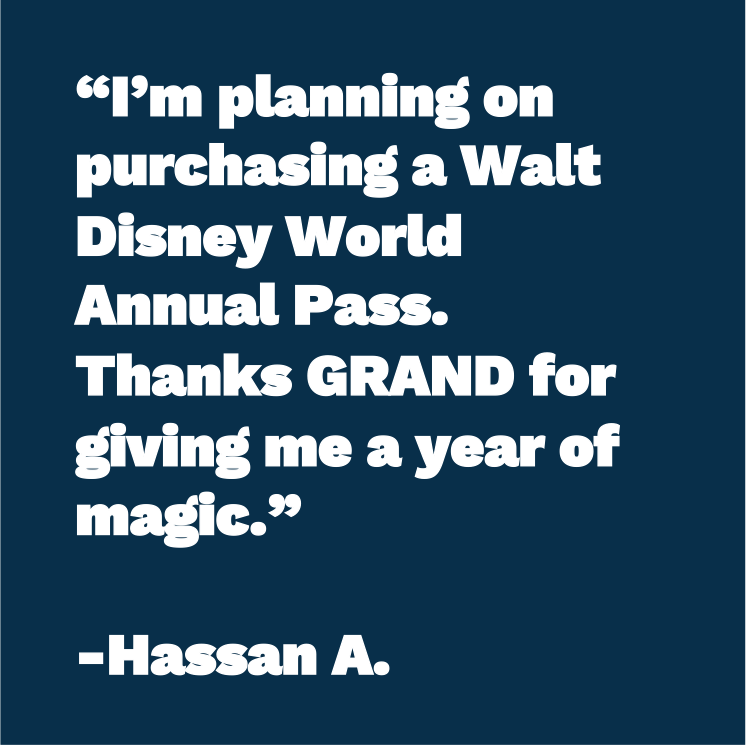 “I’m planning on
purchasing a Walt
Disney World
Annual Pass.
Thanks GRAND for
giving me a year of
magic.”
-Hassan A.